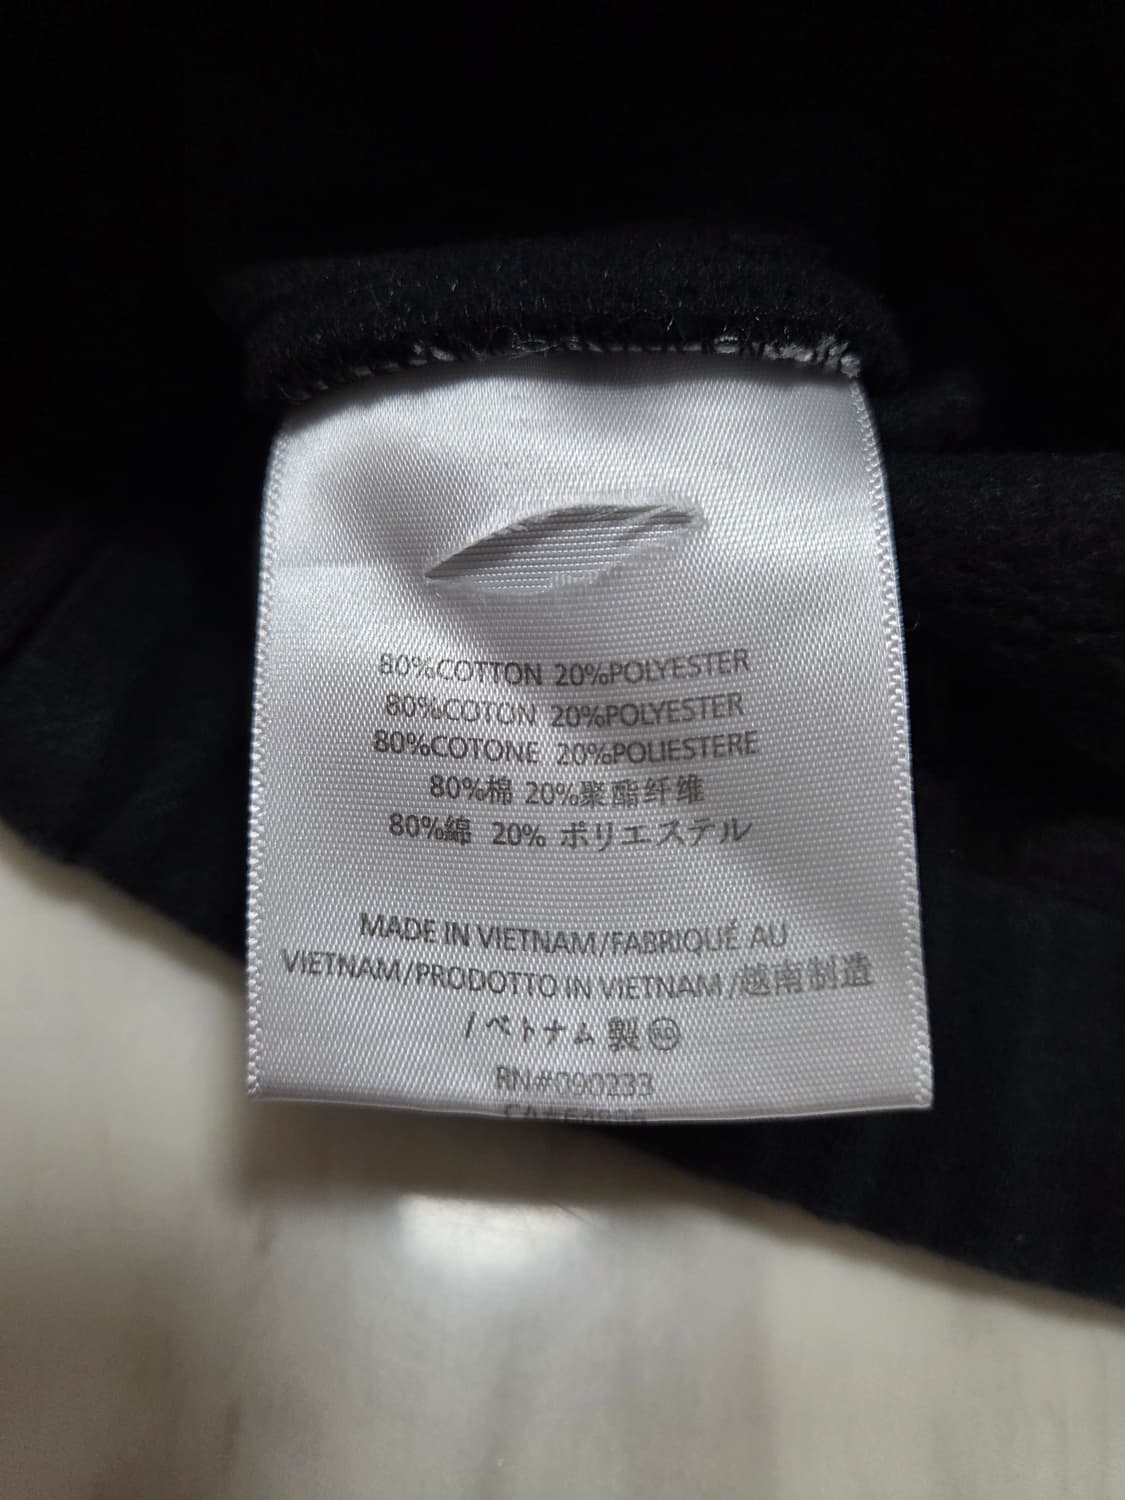 80%COTTON 20%POLYESTER
80%COTON 20%POLYESTER
80%COTONE 20%POLIESTERE
80%棉 20%聚酯纤维
80%綿 20% ポリエステル
MADE IN VIETNAM/FABRIQUÉ AU
VIETNAM/PRODOTTO IN VIETNAM/越南制造
/ベトナム製
RN#090233